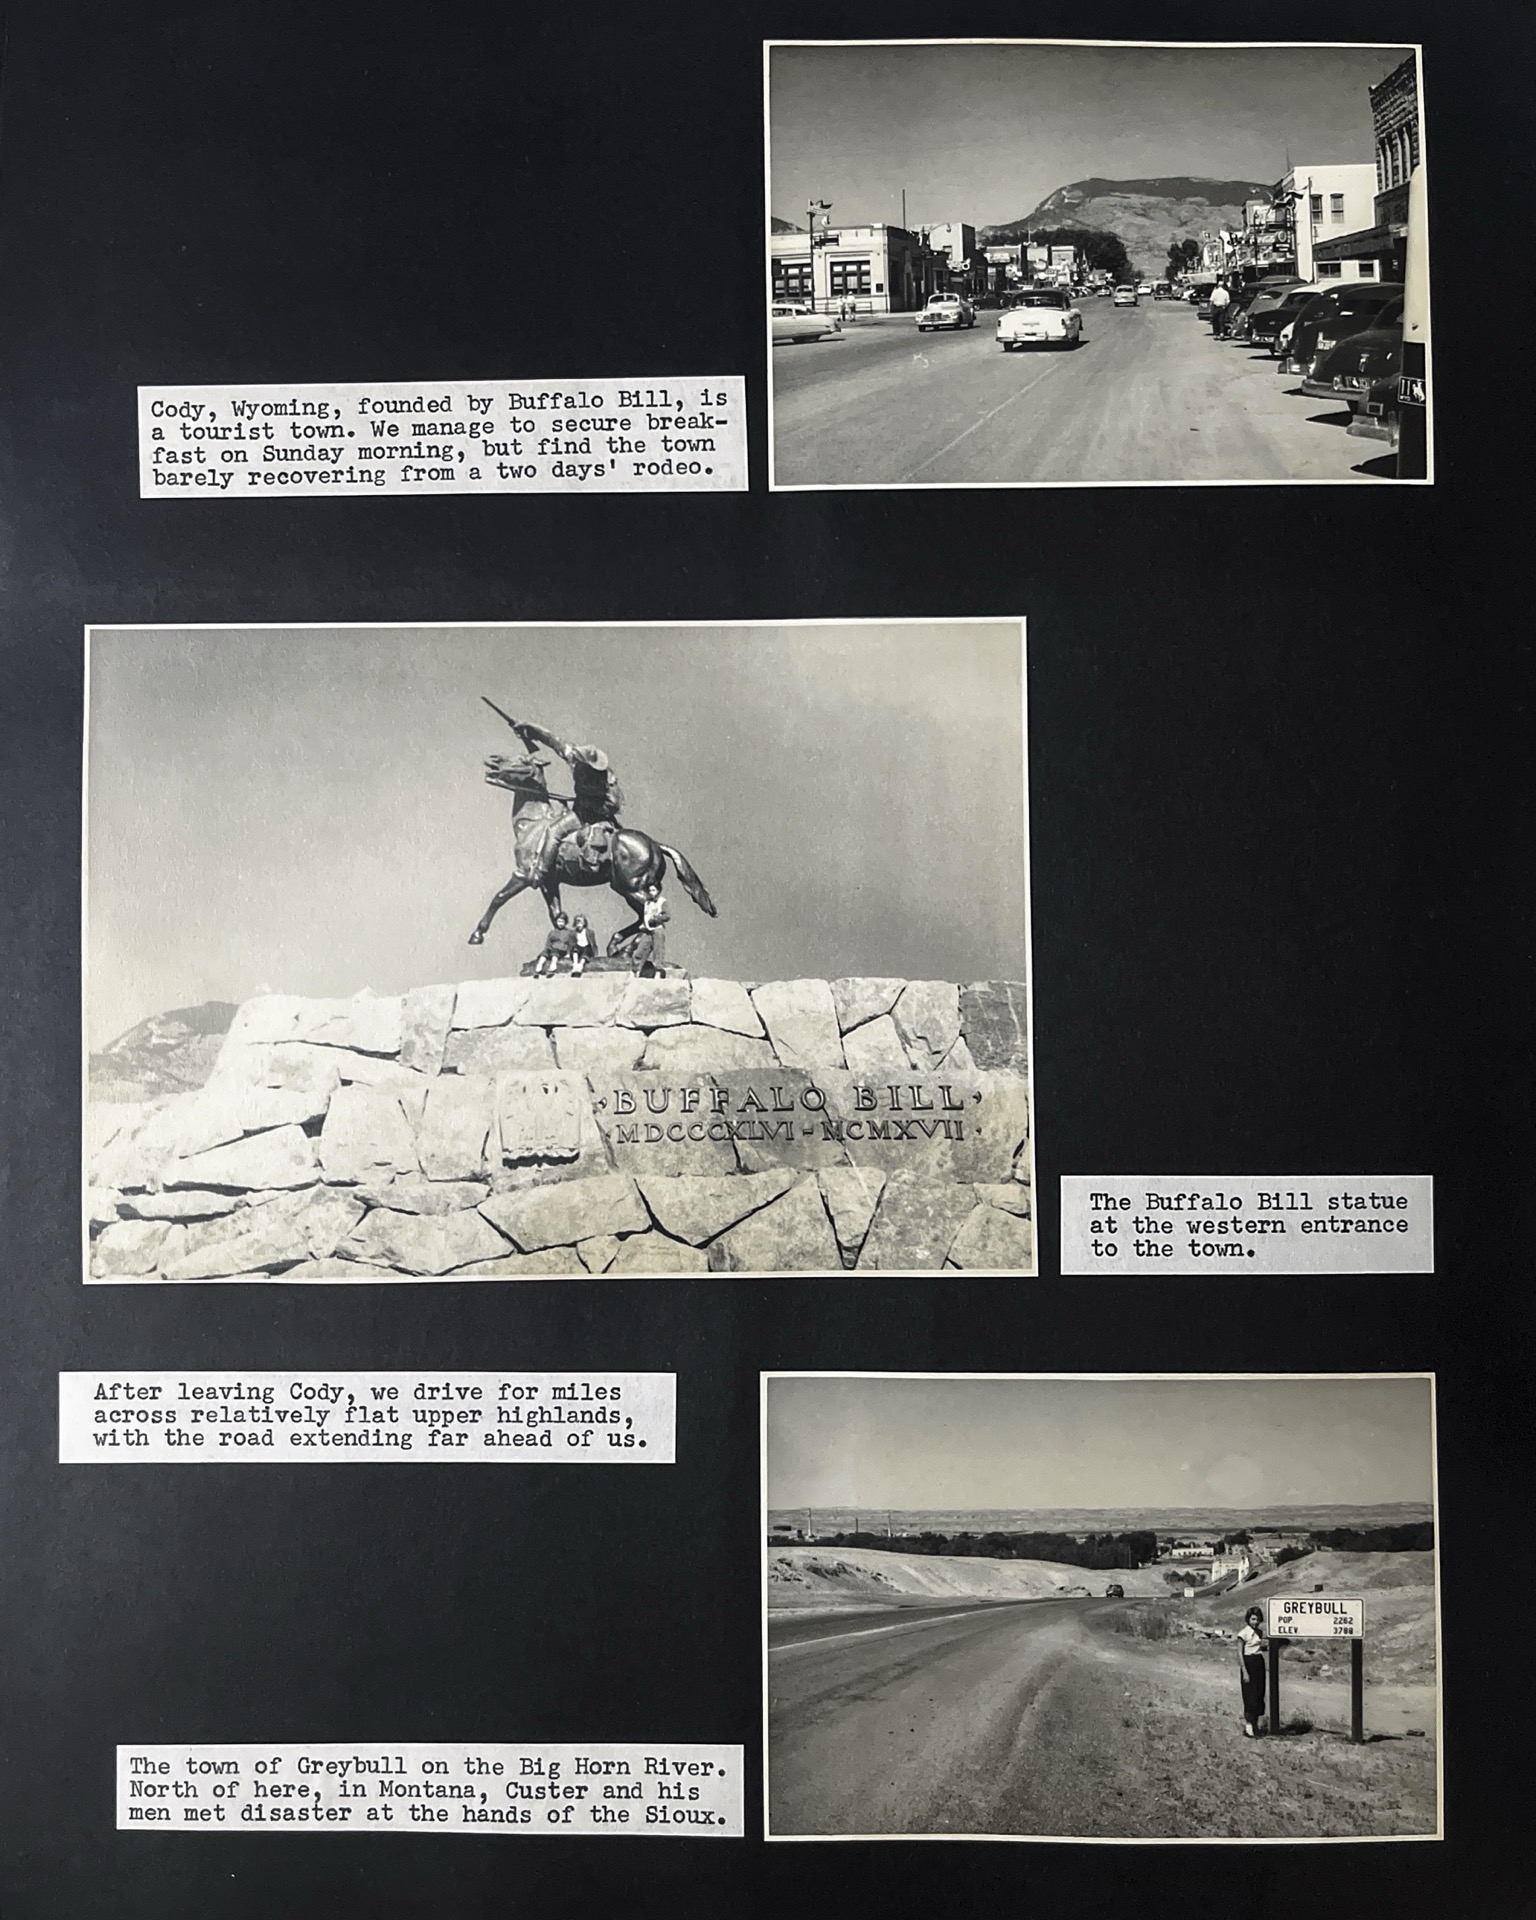 Cody, Wyoming, founded by Buffalo Bill, is
a tourist town. We manage to secure break-
fast on Sunday morning, but find the town
barely recovering from a two days' rodeo.
BUFFALO BILL
MDCCCXLVI - MCMXVII
The Buffalo Bill statue
at the western entrance
to the town.
After leaving Cody, we drive for miles
across relatively flat upper highlands,
with the road extending far ahead of us.
GREYBULL
POP. 2262
ELEV. 3788
The town of Greybull on the Big Horn River.
North of here, in Montana, Custer and his
men met disaster at the hands of the Sioux.